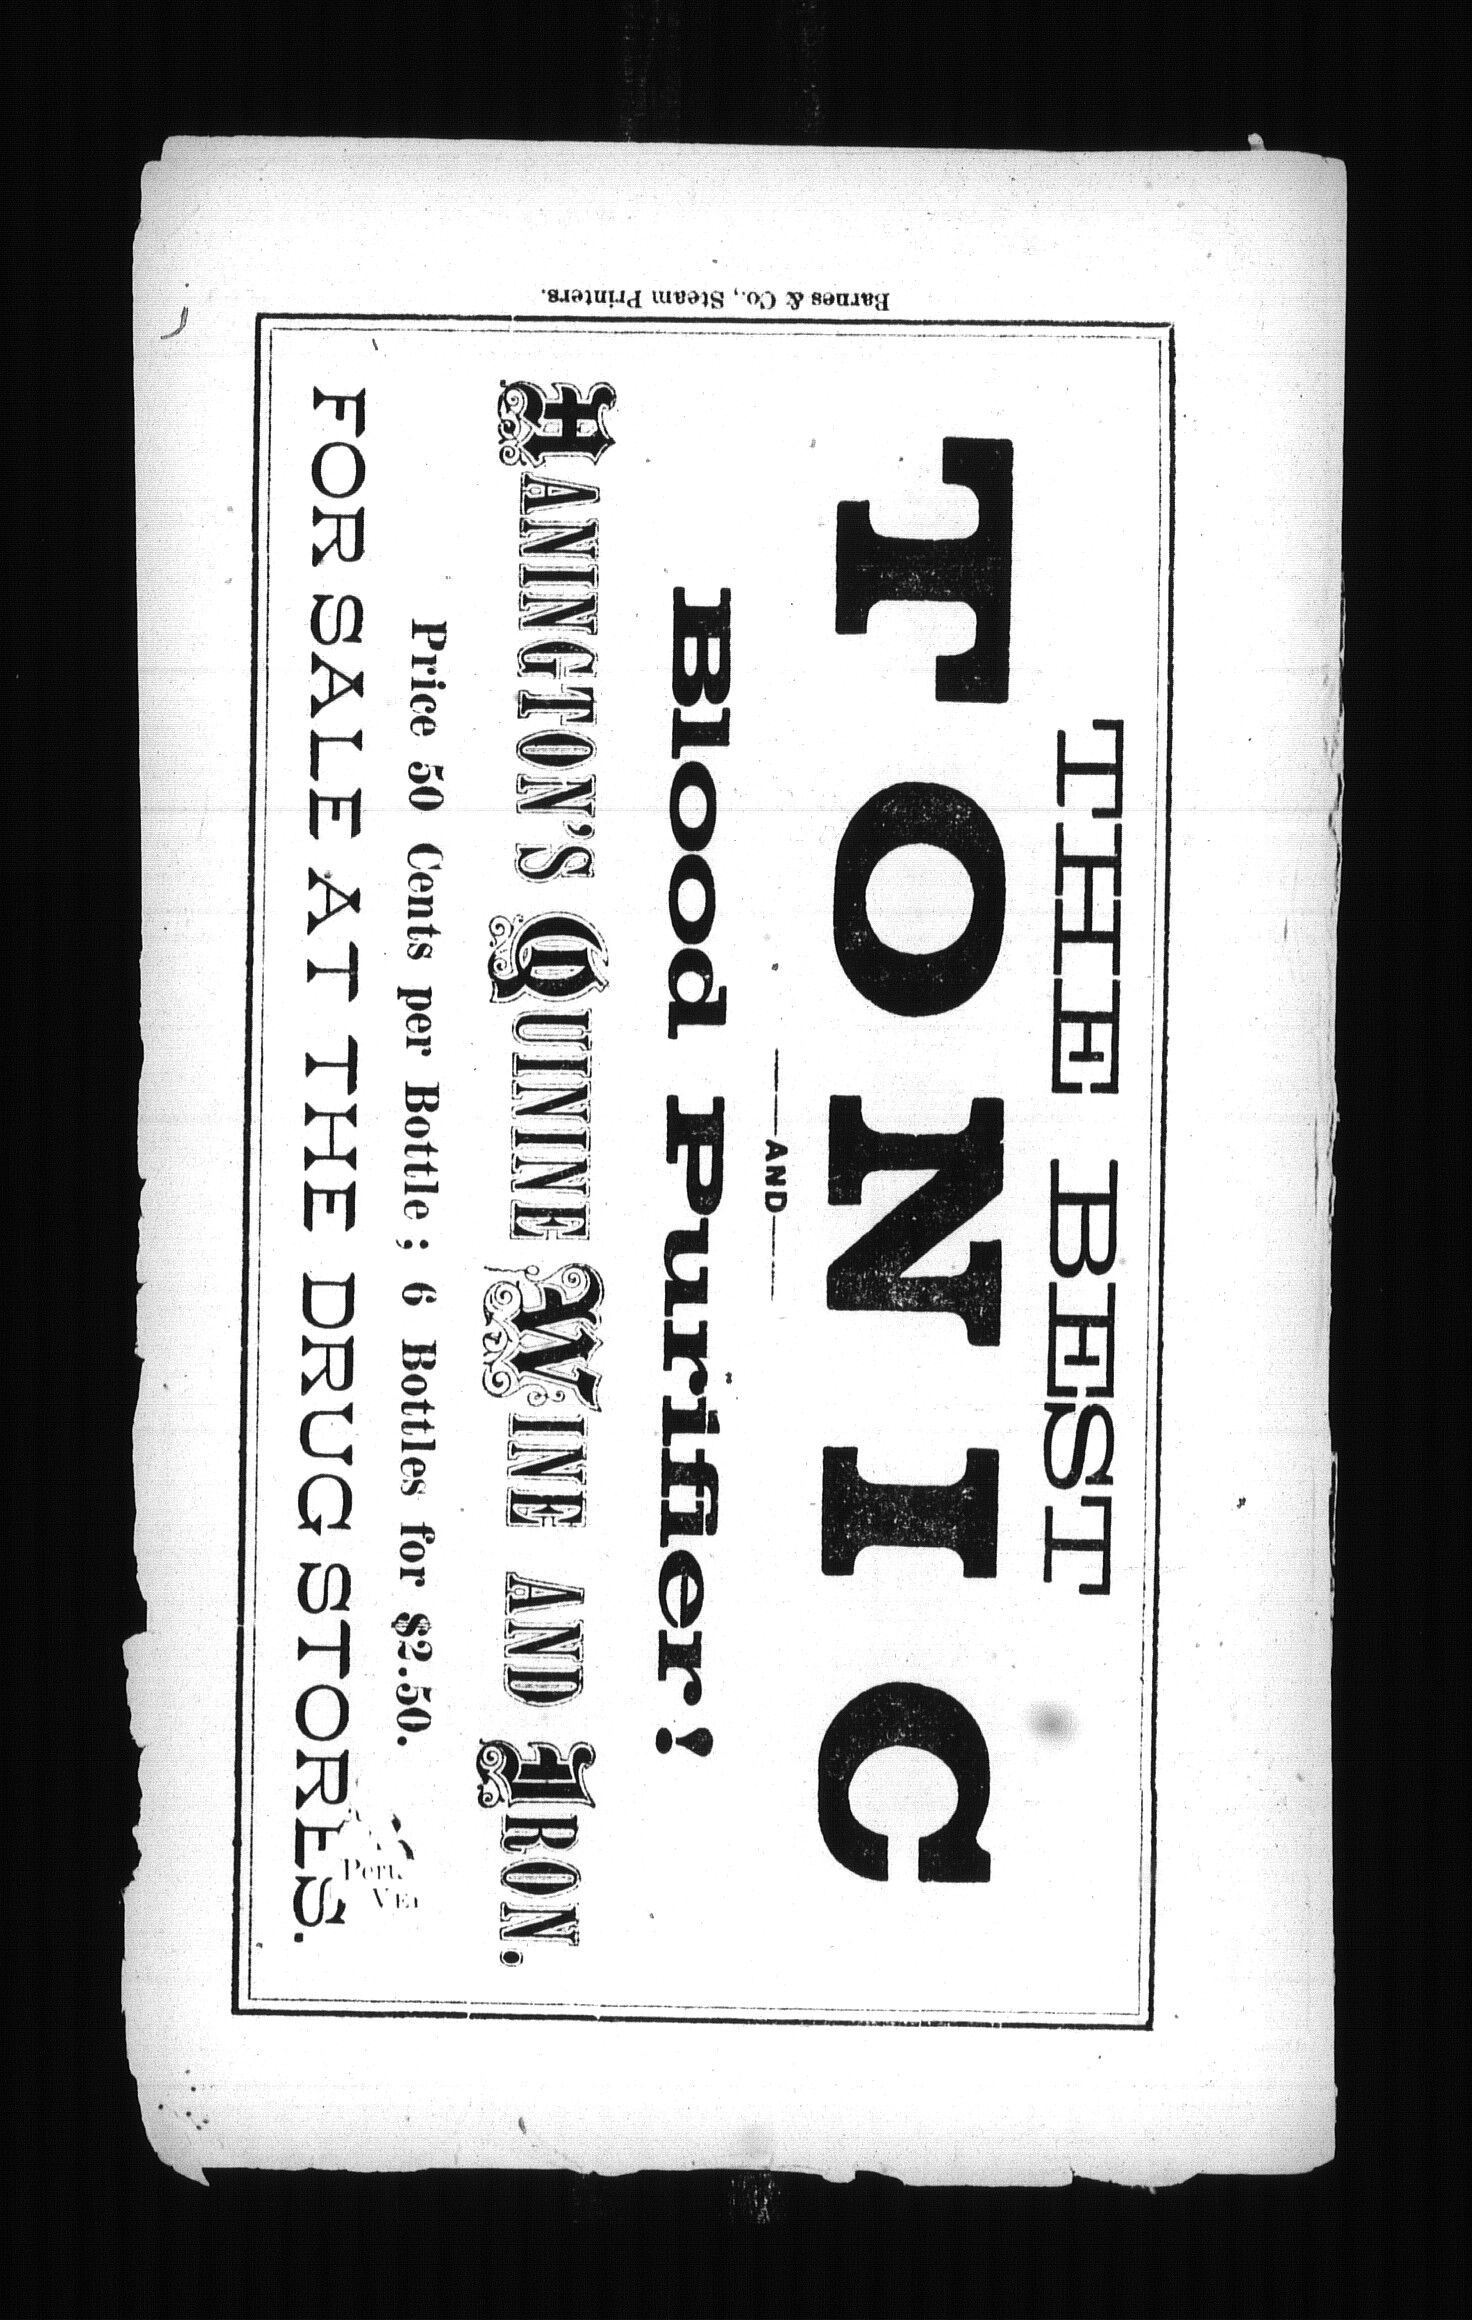 THE BEST
TONIC
AND
Blood Purifier!
HANINGTON'S QUININE WINE AND IRON.
Price 50 Cents per Bottle; 6 Bottles for $2.50.
FOR SALE AT THE DRUG STORES.
Barnes & Co., Steam Printers.